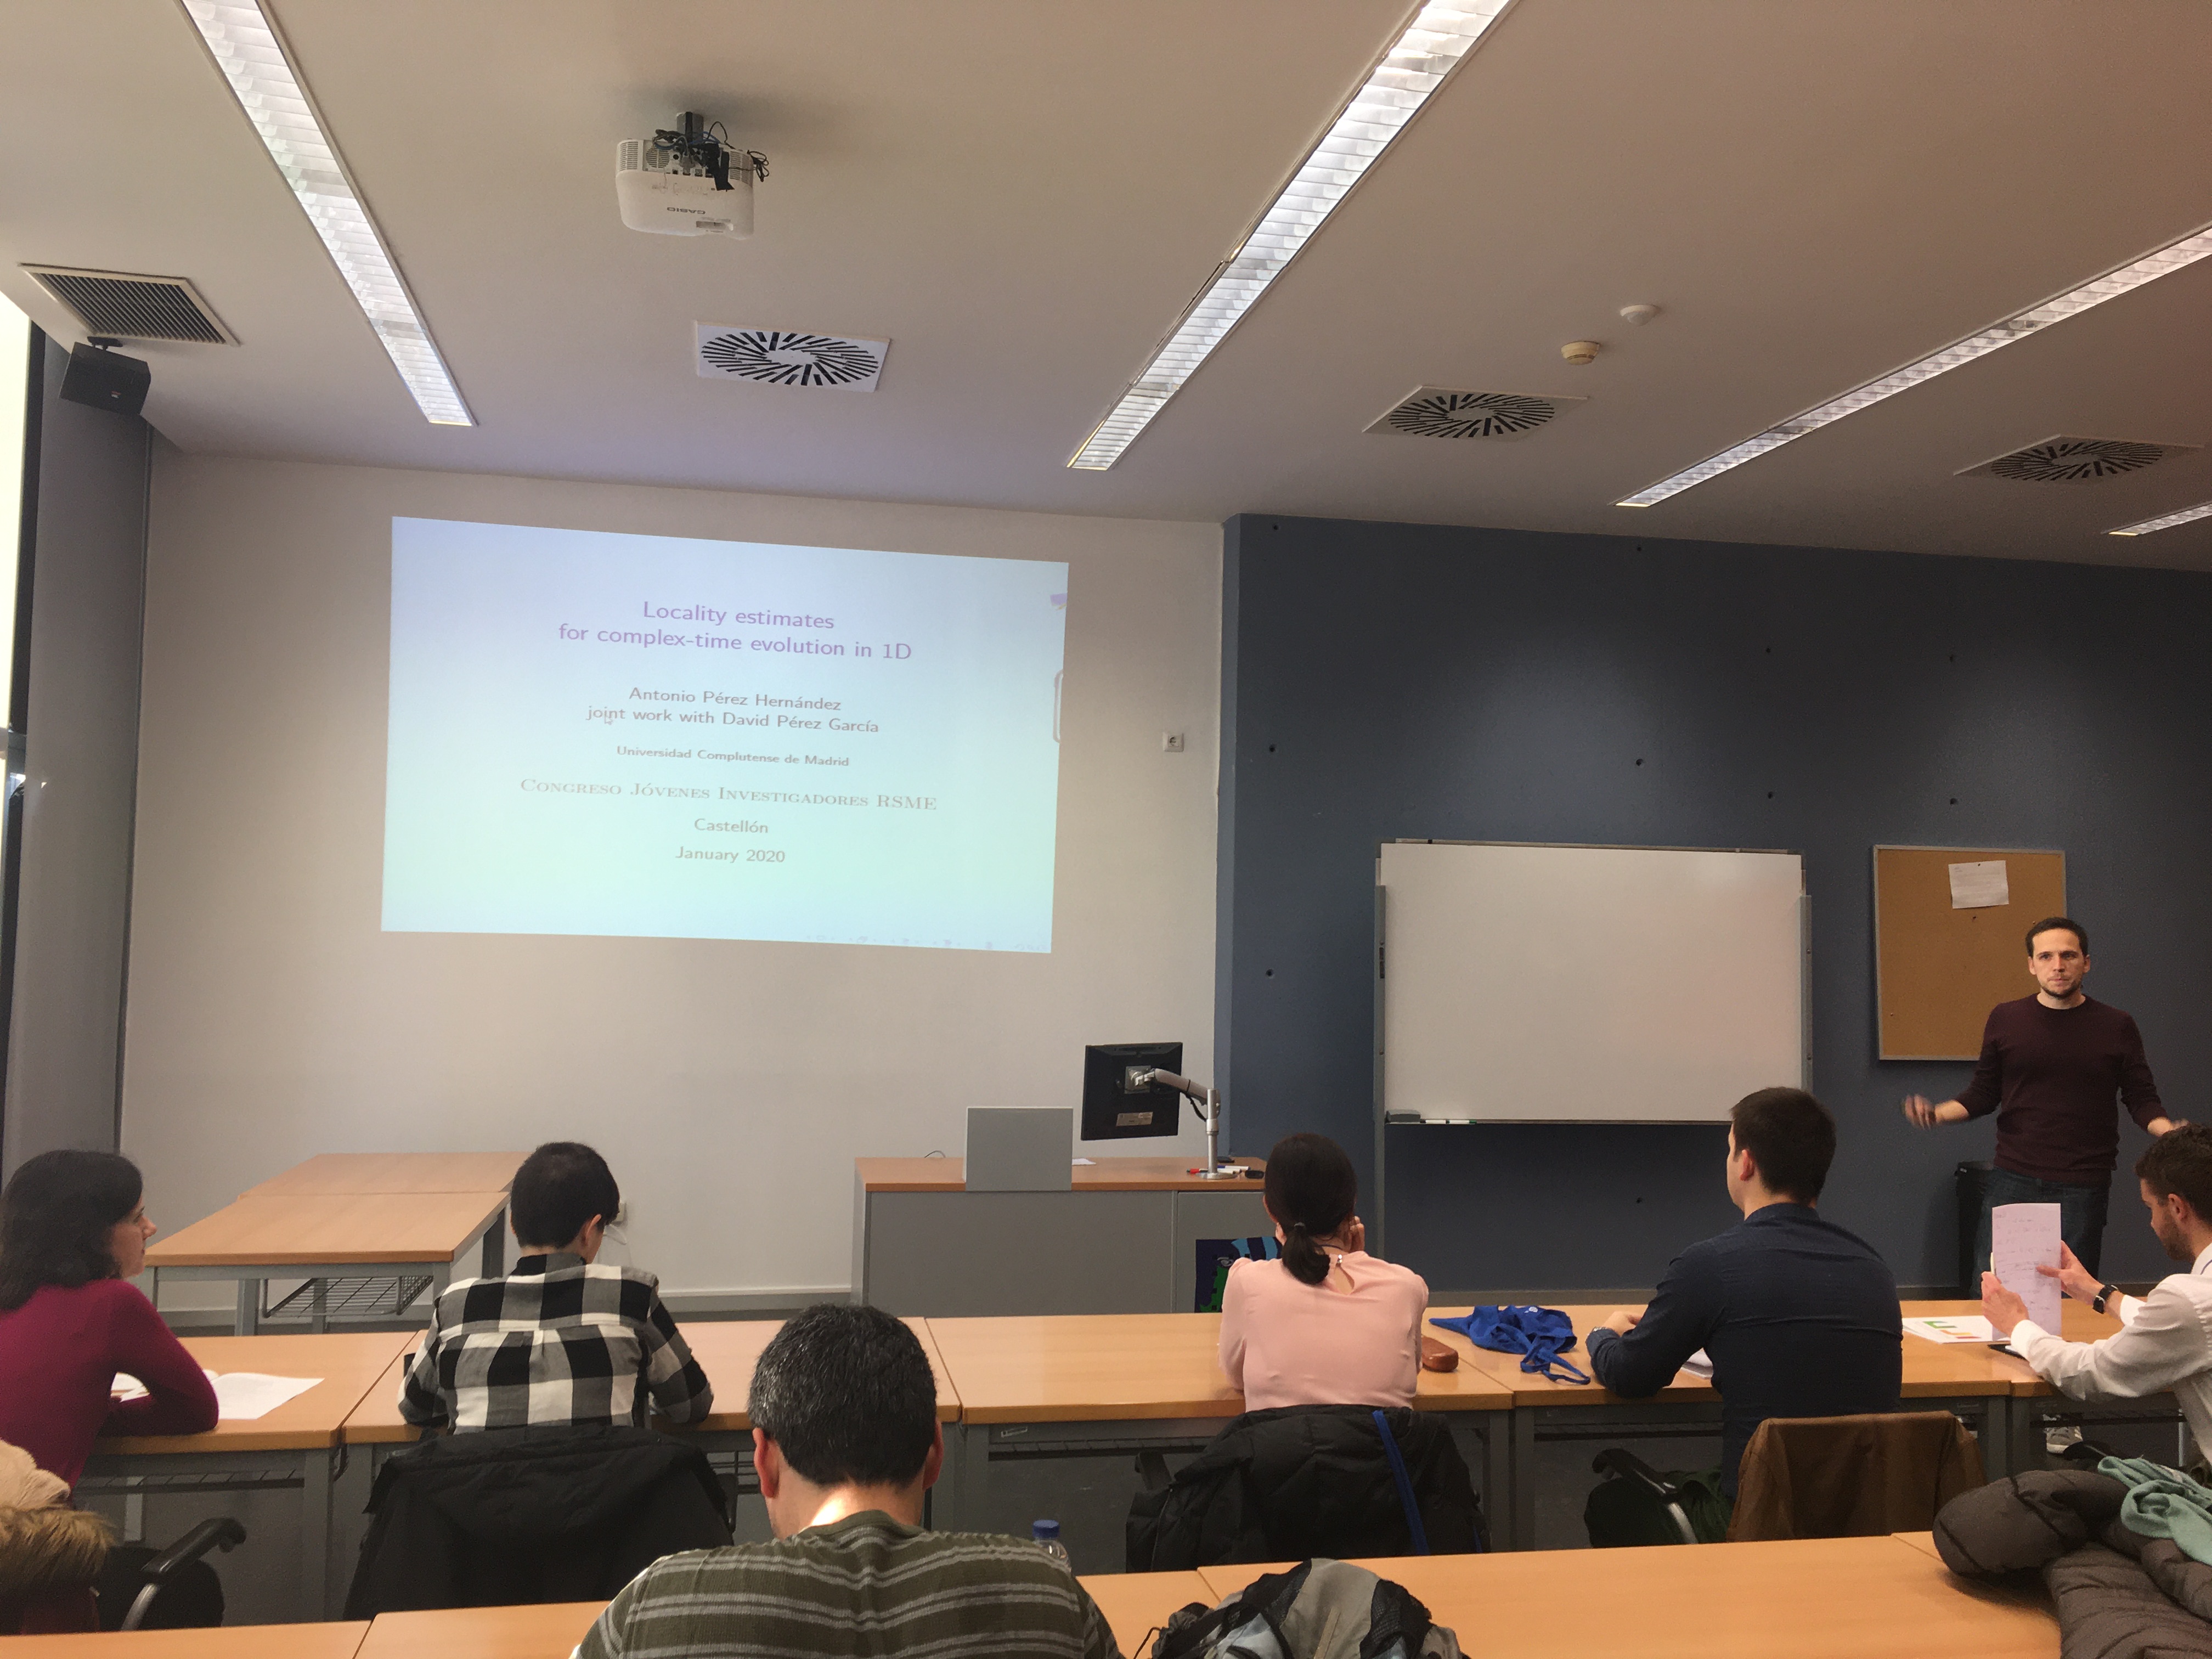 CASIO
Locality estimates
for complex-time evolution in 1D
Antonio Pérez Hernández
joint work with David Pérez García
Universidad Complutense de Madrid
Congreso Jóvenes Investigadores RSME
Castellón
January 2020